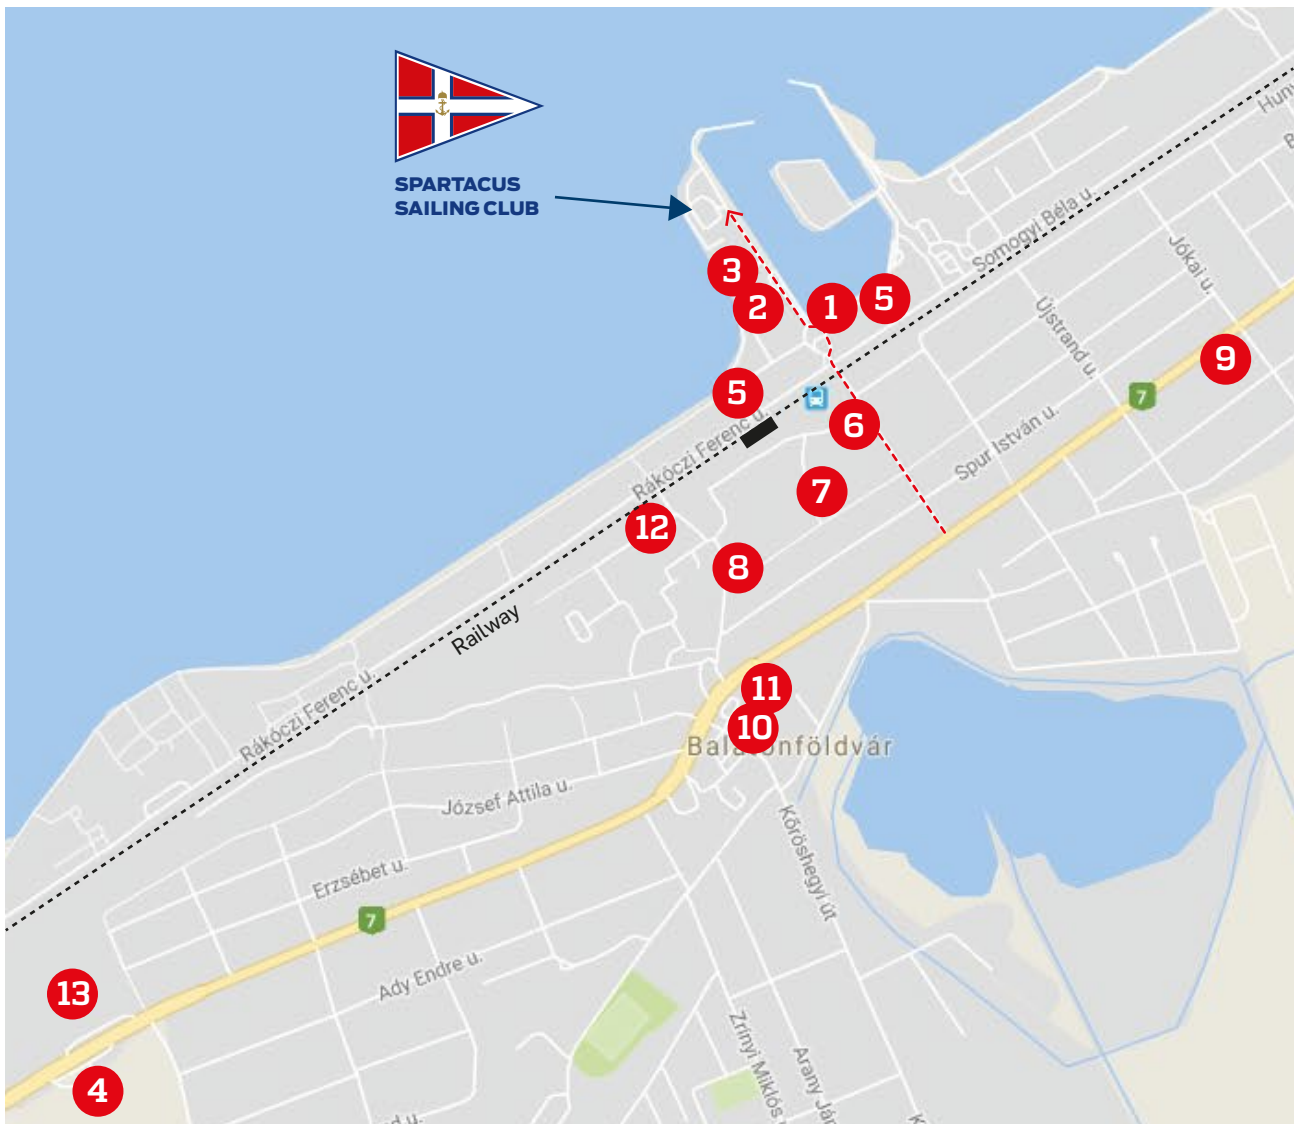 SPARTACUS
SAILING CLUB
Somogyi Béla u.
Jókai u.
Újstrand u.
3
2
1
5
9
7
5
6
Rákóczi Ferenc u.
Spur István u.
7
12
8
Railway
11
10
Balatonföldvár
Rákóczi Ferenc u.
József Attila u.
Kőröshegyi út
Erzsébet u.
7
Ady Endre u.
13
Zrínyi Miklós
Arany Ján
4